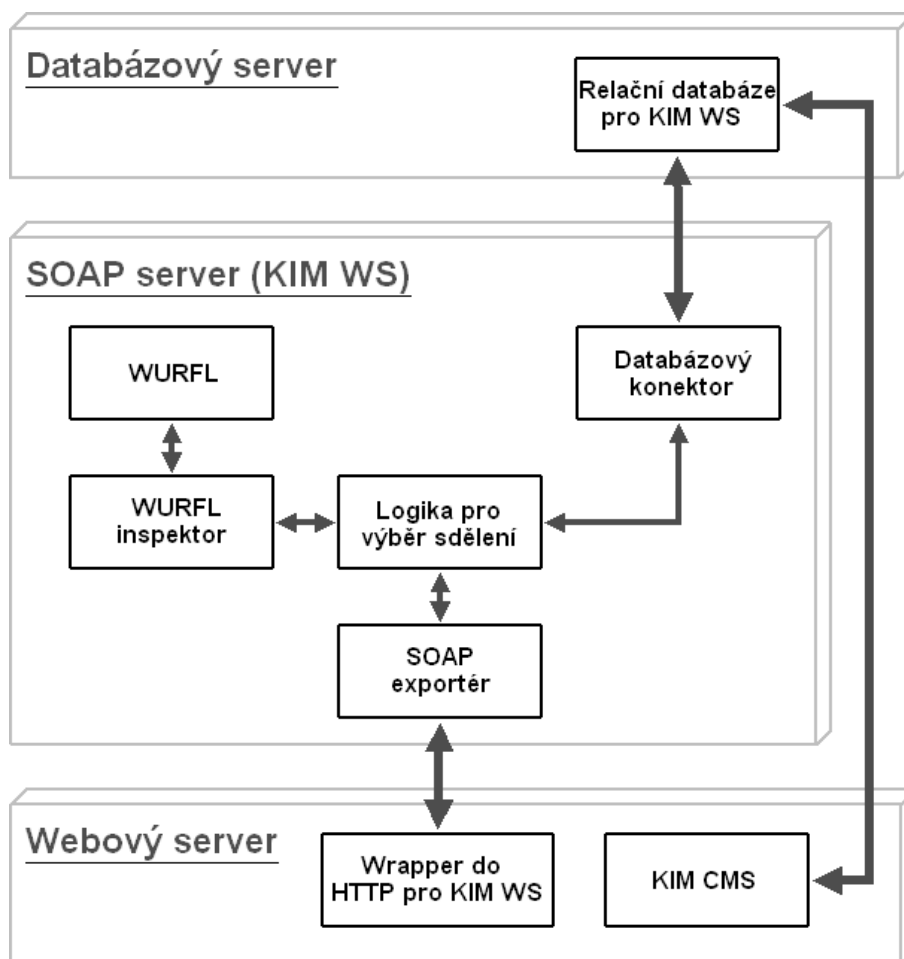 Databázový server
Relační databáze
pro KIM WS
SOAP server (KIM WS)
WURFL
Databázový
konektor
WURFL
inspektor
Logika pro
výběr sdělení
SOAP
exportér
Webový server
Wrapper do
HTTP pro KIM WS
KIM CMS